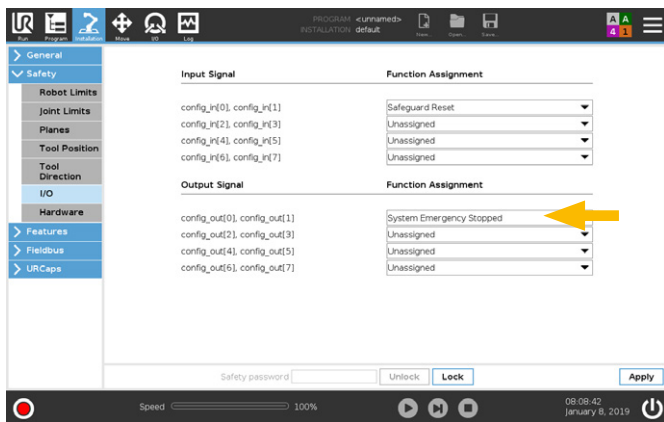 PROGRAM <unnamed>
INSTALLATION default
New... Open... Save...
UR
Run Program Installation Move I/O Log
A A
4 1
General
Safety
Robot Limits
Joint Limits
Planes
Tool Position
Tool
Direction
I/O
Hardware
Features
Fieldbus
URCaps
Input Signal Function Assignment
config_in[0], config_in[1] Safeguard Reset
config_in[2], config_in[3] Unassigned
config_in[4], config_in[5] Unassigned
config_in[6], config_in[7] Unassigned
Output Signal Function Assignment
config_out[0], config_out[1] System Emergency Stopped
config_out[2], config_out[3] Unassigned
config_out[4], config_out[5] Unassigned
config_out[6], config_out[7] Unassigned
Safety password Unlock Lock Apply
Speed 100%
08:08:42
January 8, 2019